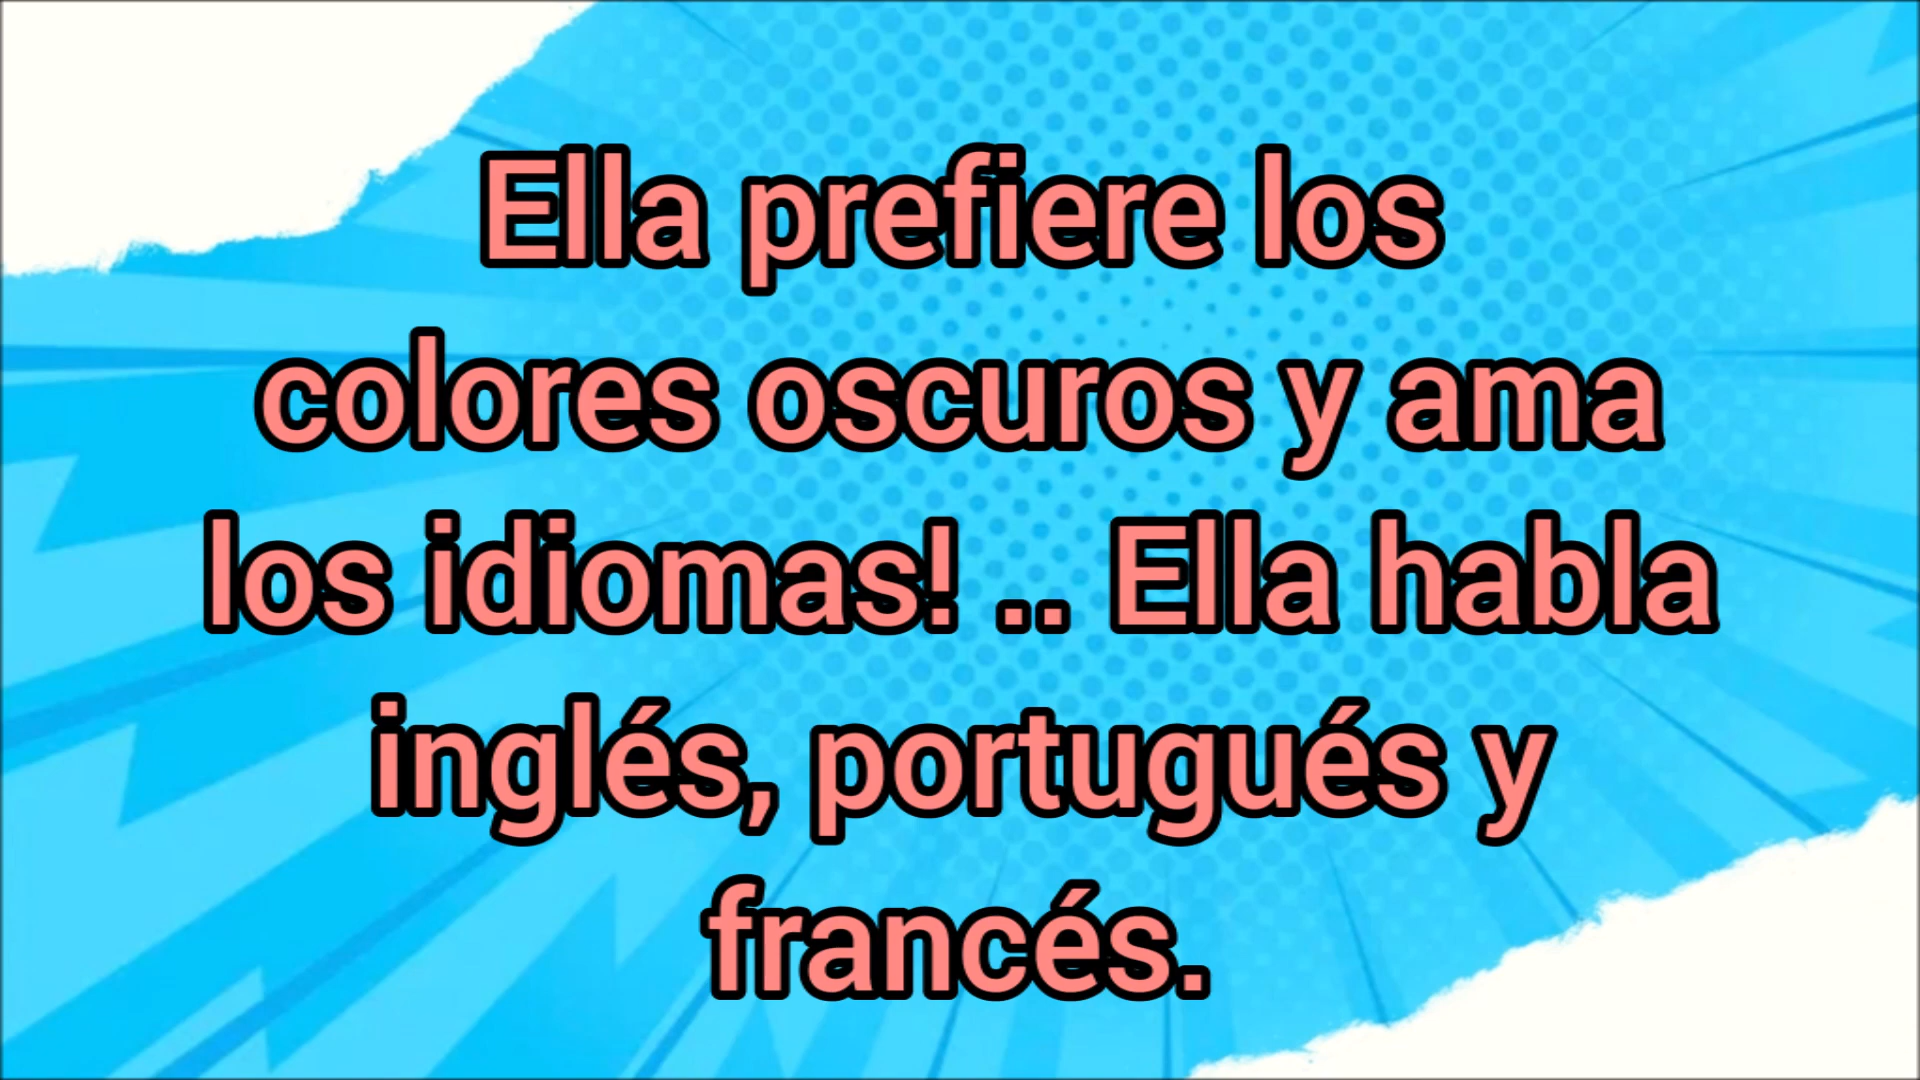 Ella prefiere los
colores oscuros y ama
los idiomas! .. Ella habla
inglés, portugués y
francés.